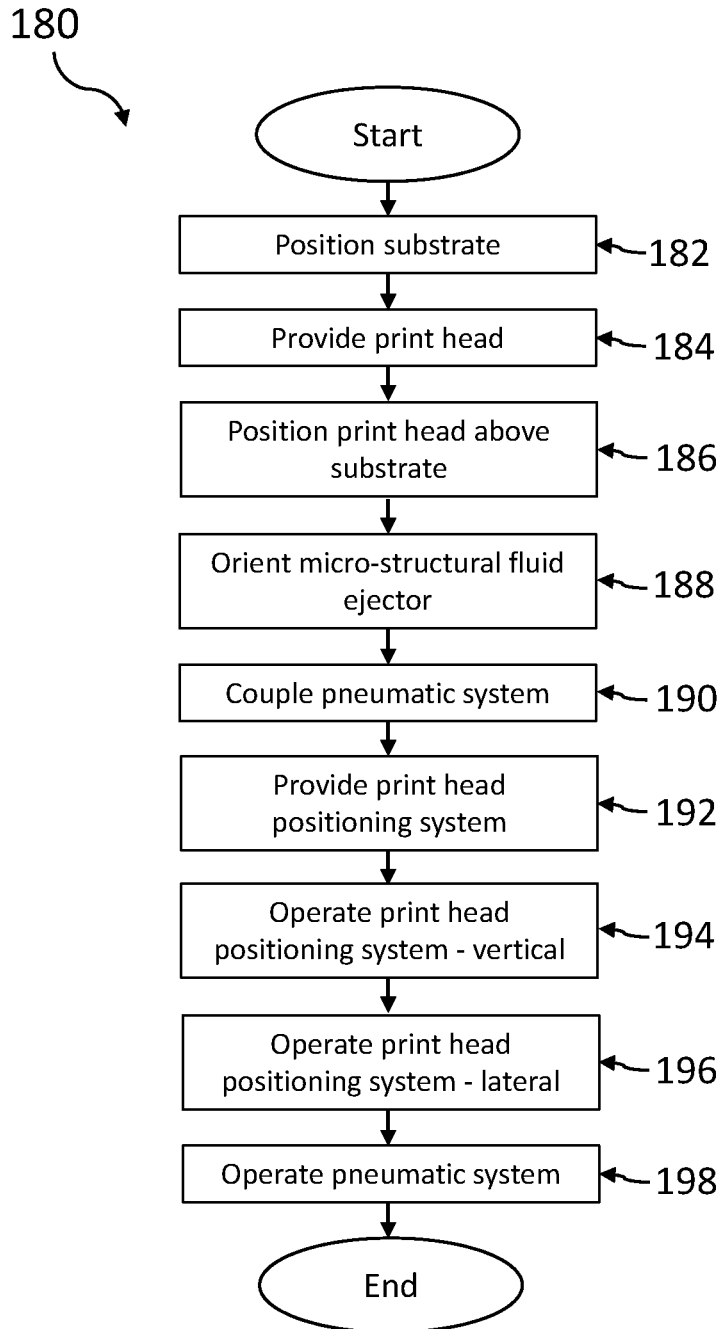 180
Start
Position substrate
182
Provide print head
184
Position print head above
substrate
186
Orient micro-structural fluid
ejector
188
Couple pneumatic system
190
Provide print head
positioning system
192
Operate print head
positioning system - vertical
194
Operate print head
positioning system - lateral
196
Operate pneumatic system
198
End